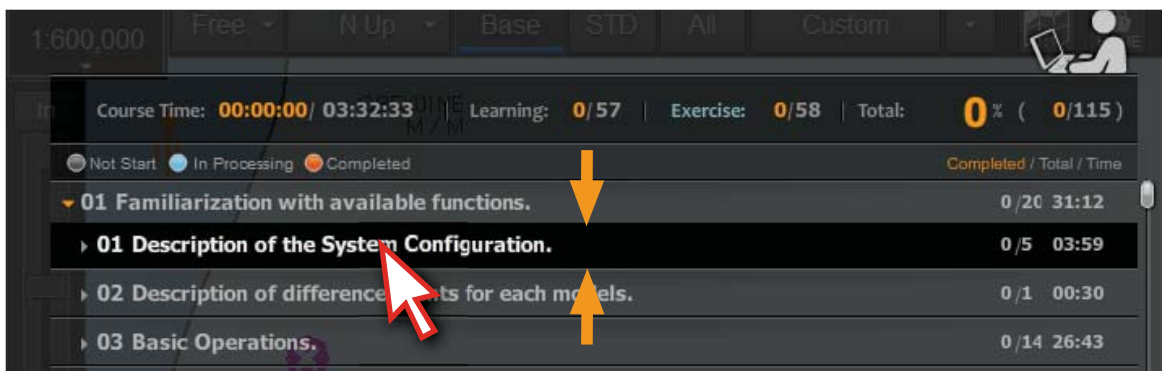 1:600,000 Free N Up Base STD All Custom
In Course Time: 00:00:00/ 03:32:33 | Learning: 0/57 | Exercise: 0/58 | Total: 0 % ( 0/115 )
M / M
Not Start In Processing Completed Completed / Total / Time
01 Familiarization with available functions. 0/20 31:12
01 Description of the System Configuration. 0/5 03:59
02 Description of difference for each models. 0/1 00:30
03 Basic Operations. 0/14 26:43